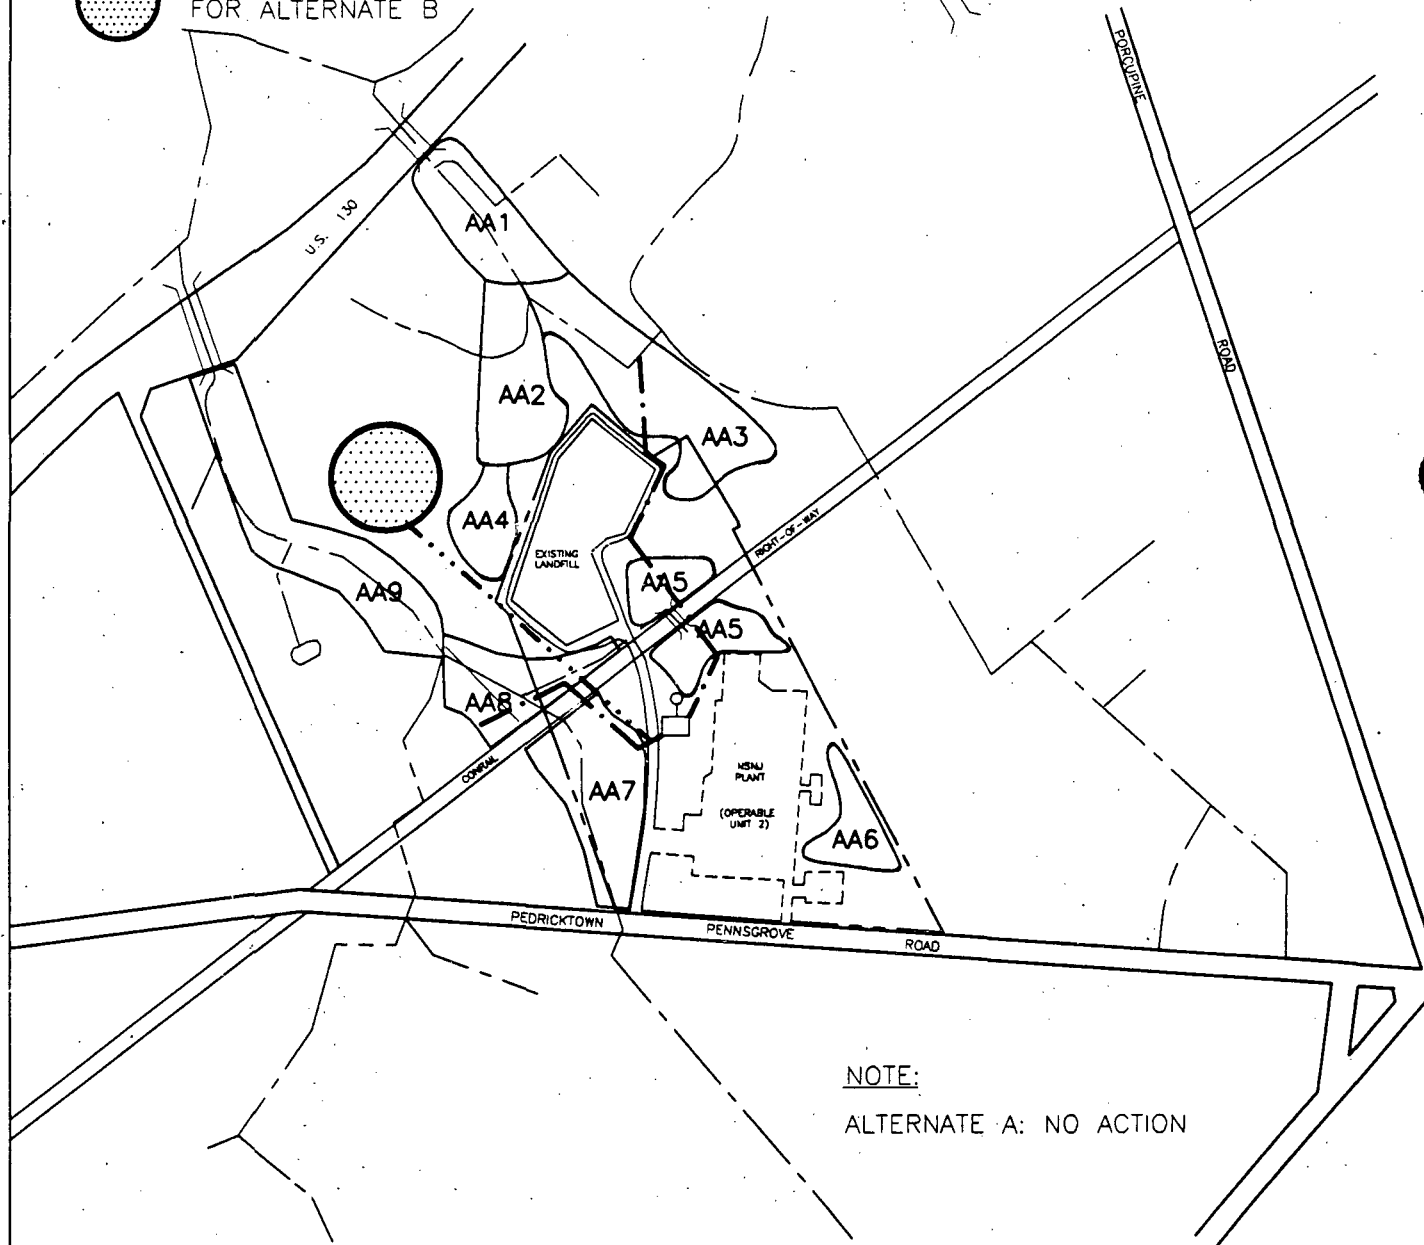 FOR ALTERNATE B
PORCUPINE
ROAD
U.S. 130
AA1
AA2
AA3
AA4
EXISTING
LANDFILL
RIGHT-OF-WAY
AA5
AA5
AA9
AA8
CONRAIL
AA7
NSNJ
PLANT
(OPERABLE
UNIT 2)
AA6
PEDRICKTOWN
PENNSGROVE
ROAD
NOTE:
ALTERNATE A: NO ACTION